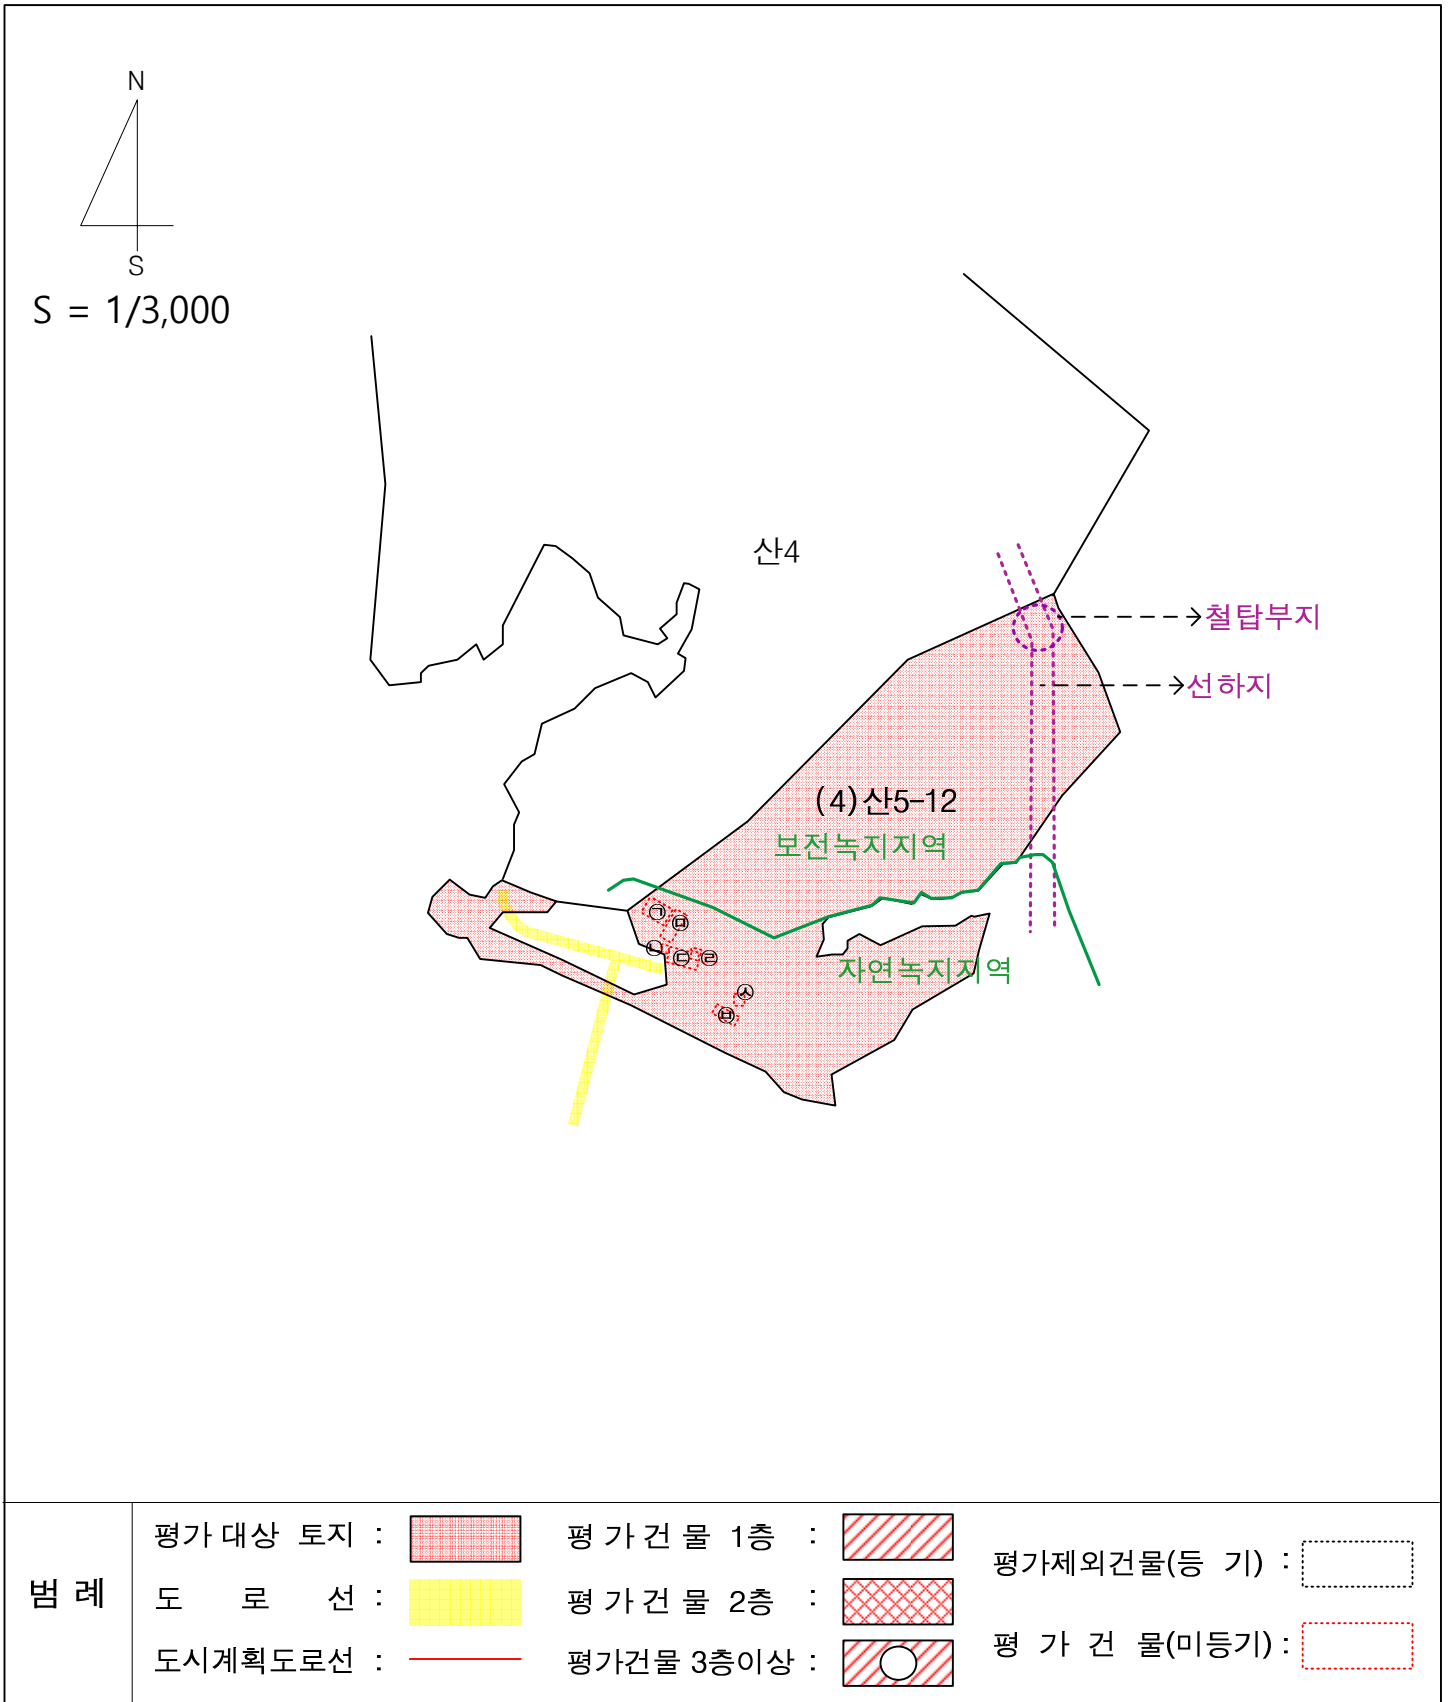 N
S
S = 1/3,000
산4
철탑부지
선하지
(4)산5-12
보전녹지지역
㉠
㉤
㉡
㉢
㉣
자연녹지지역
㉦
㉥
범 례
평가 대상 토지 :
도 로 선 :
도시계획도로선 :
평 가 건 물 1층 :
평 가 건 물 2층 :
평가건물 3층이상 :
평가제외건물(등 기) :
평 가 건 물(미등기) :